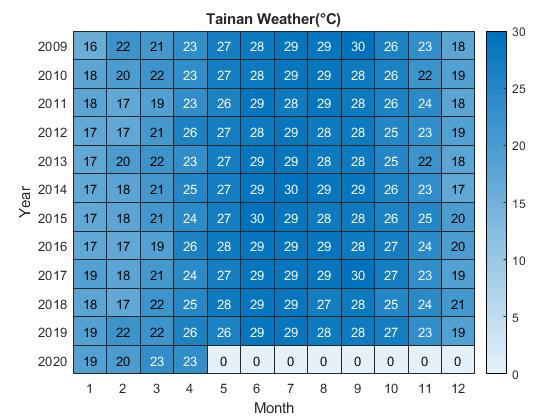 Tainan Weather(°C)
2009 16 22 21 23 27 28 29 29 30 26 23 18
2010 18 20 22 23 27 28 29 29 28 26 22 19
2011 18 17 19 23 26 29 28 29 28 26 24 18
2012 17 17 21 26 27 28 29 28 28 25 23 19
2013 17 20 22 23 27 29 29 28 28 25 22 18
2014 17 18 21 25 27 29 30 29 29 26 23 17
2015 17 18 21 24 27 30 29 28 28 26 25 20
2016 17 17 19 26 28 29 29 29 28 27 24 20
2017 19 18 21 24 27 29 29 29 30 27 23 19
2018 18 17 22 25 28 29 29 27 28 25 24 21
2019 19 22 22 26 26 29 29 28 28 27 23 19
2020 19 20 23 23 0 0 0 0 0 0 0 0
1 2 3 4 5 6 7 8 9 10 11 12
Month
Year
30
25
20
15
10
5
0